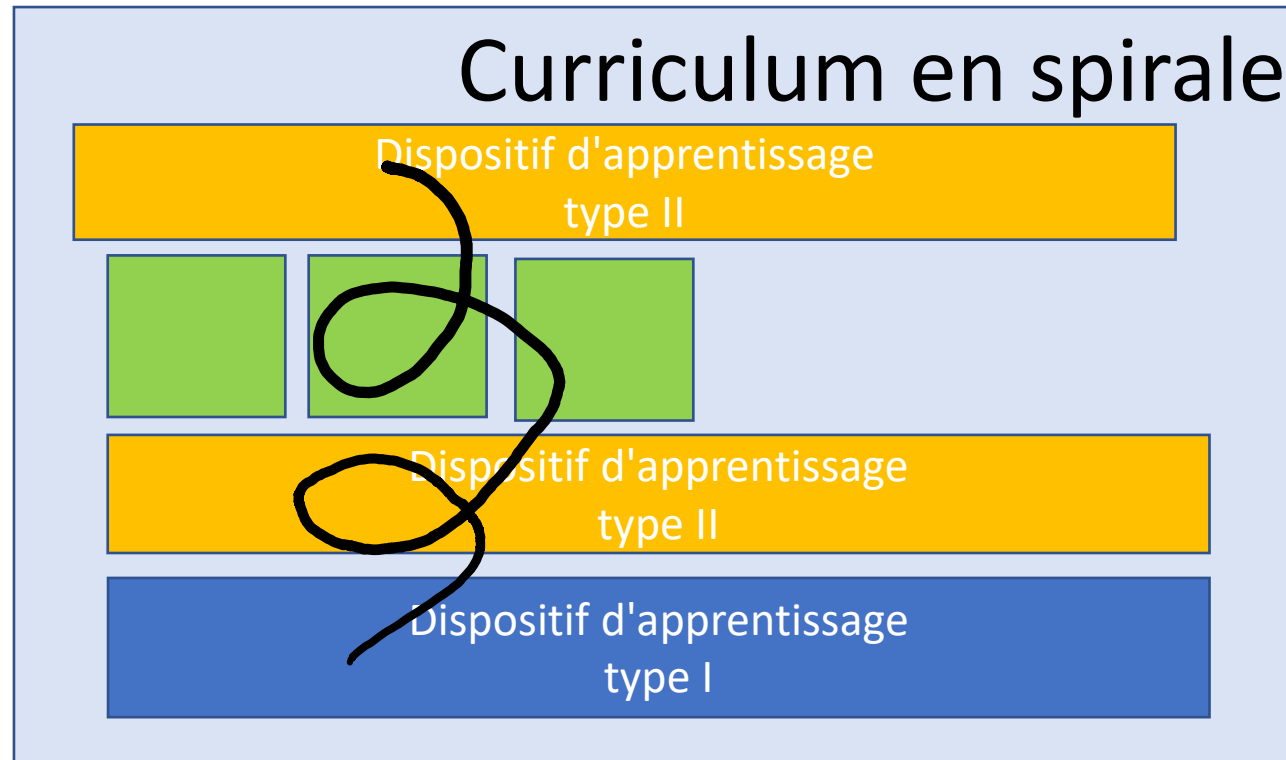 Curriculum en spirale
Dispositif d'apprentissage
type II
Dispositif d'apprentissage
type II
Dispositif d'apprentissage
type I